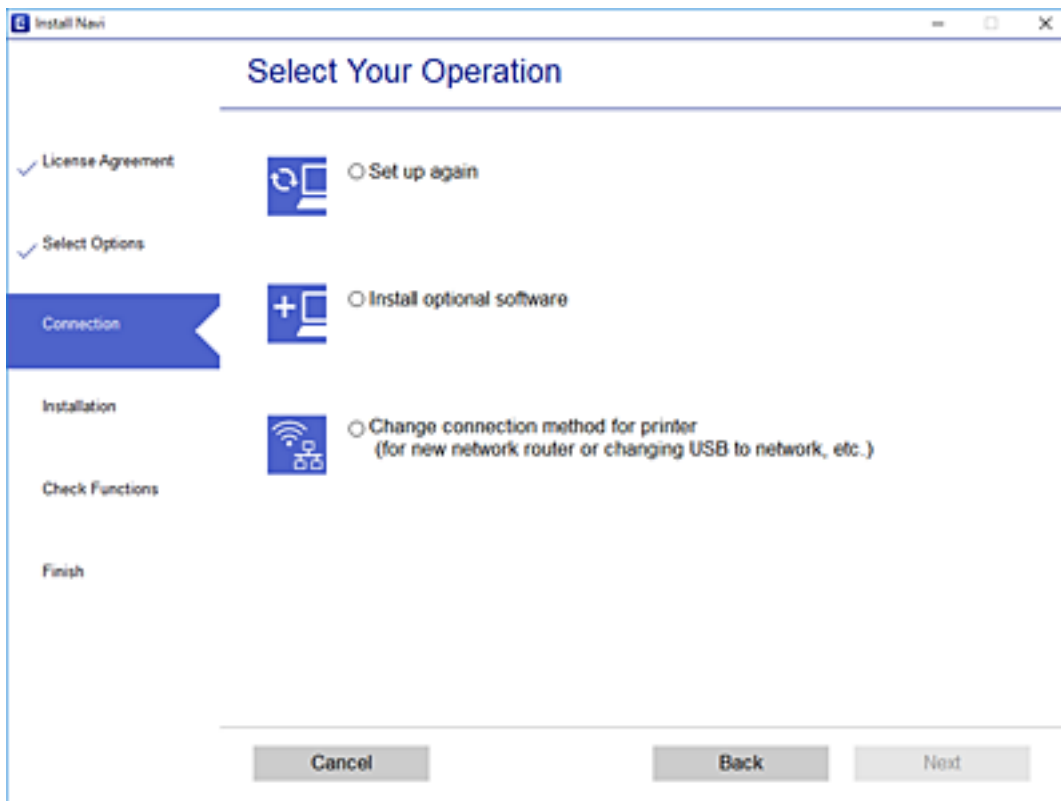 Install Navi
Select Your Operation
License Agreement
Select Options
Connection
Installation
Check Functions
Finish
Set up again
Install optional software
Change connection method for printer
(for new network router or changing USB to network, etc.)
Cancel
Back
Next